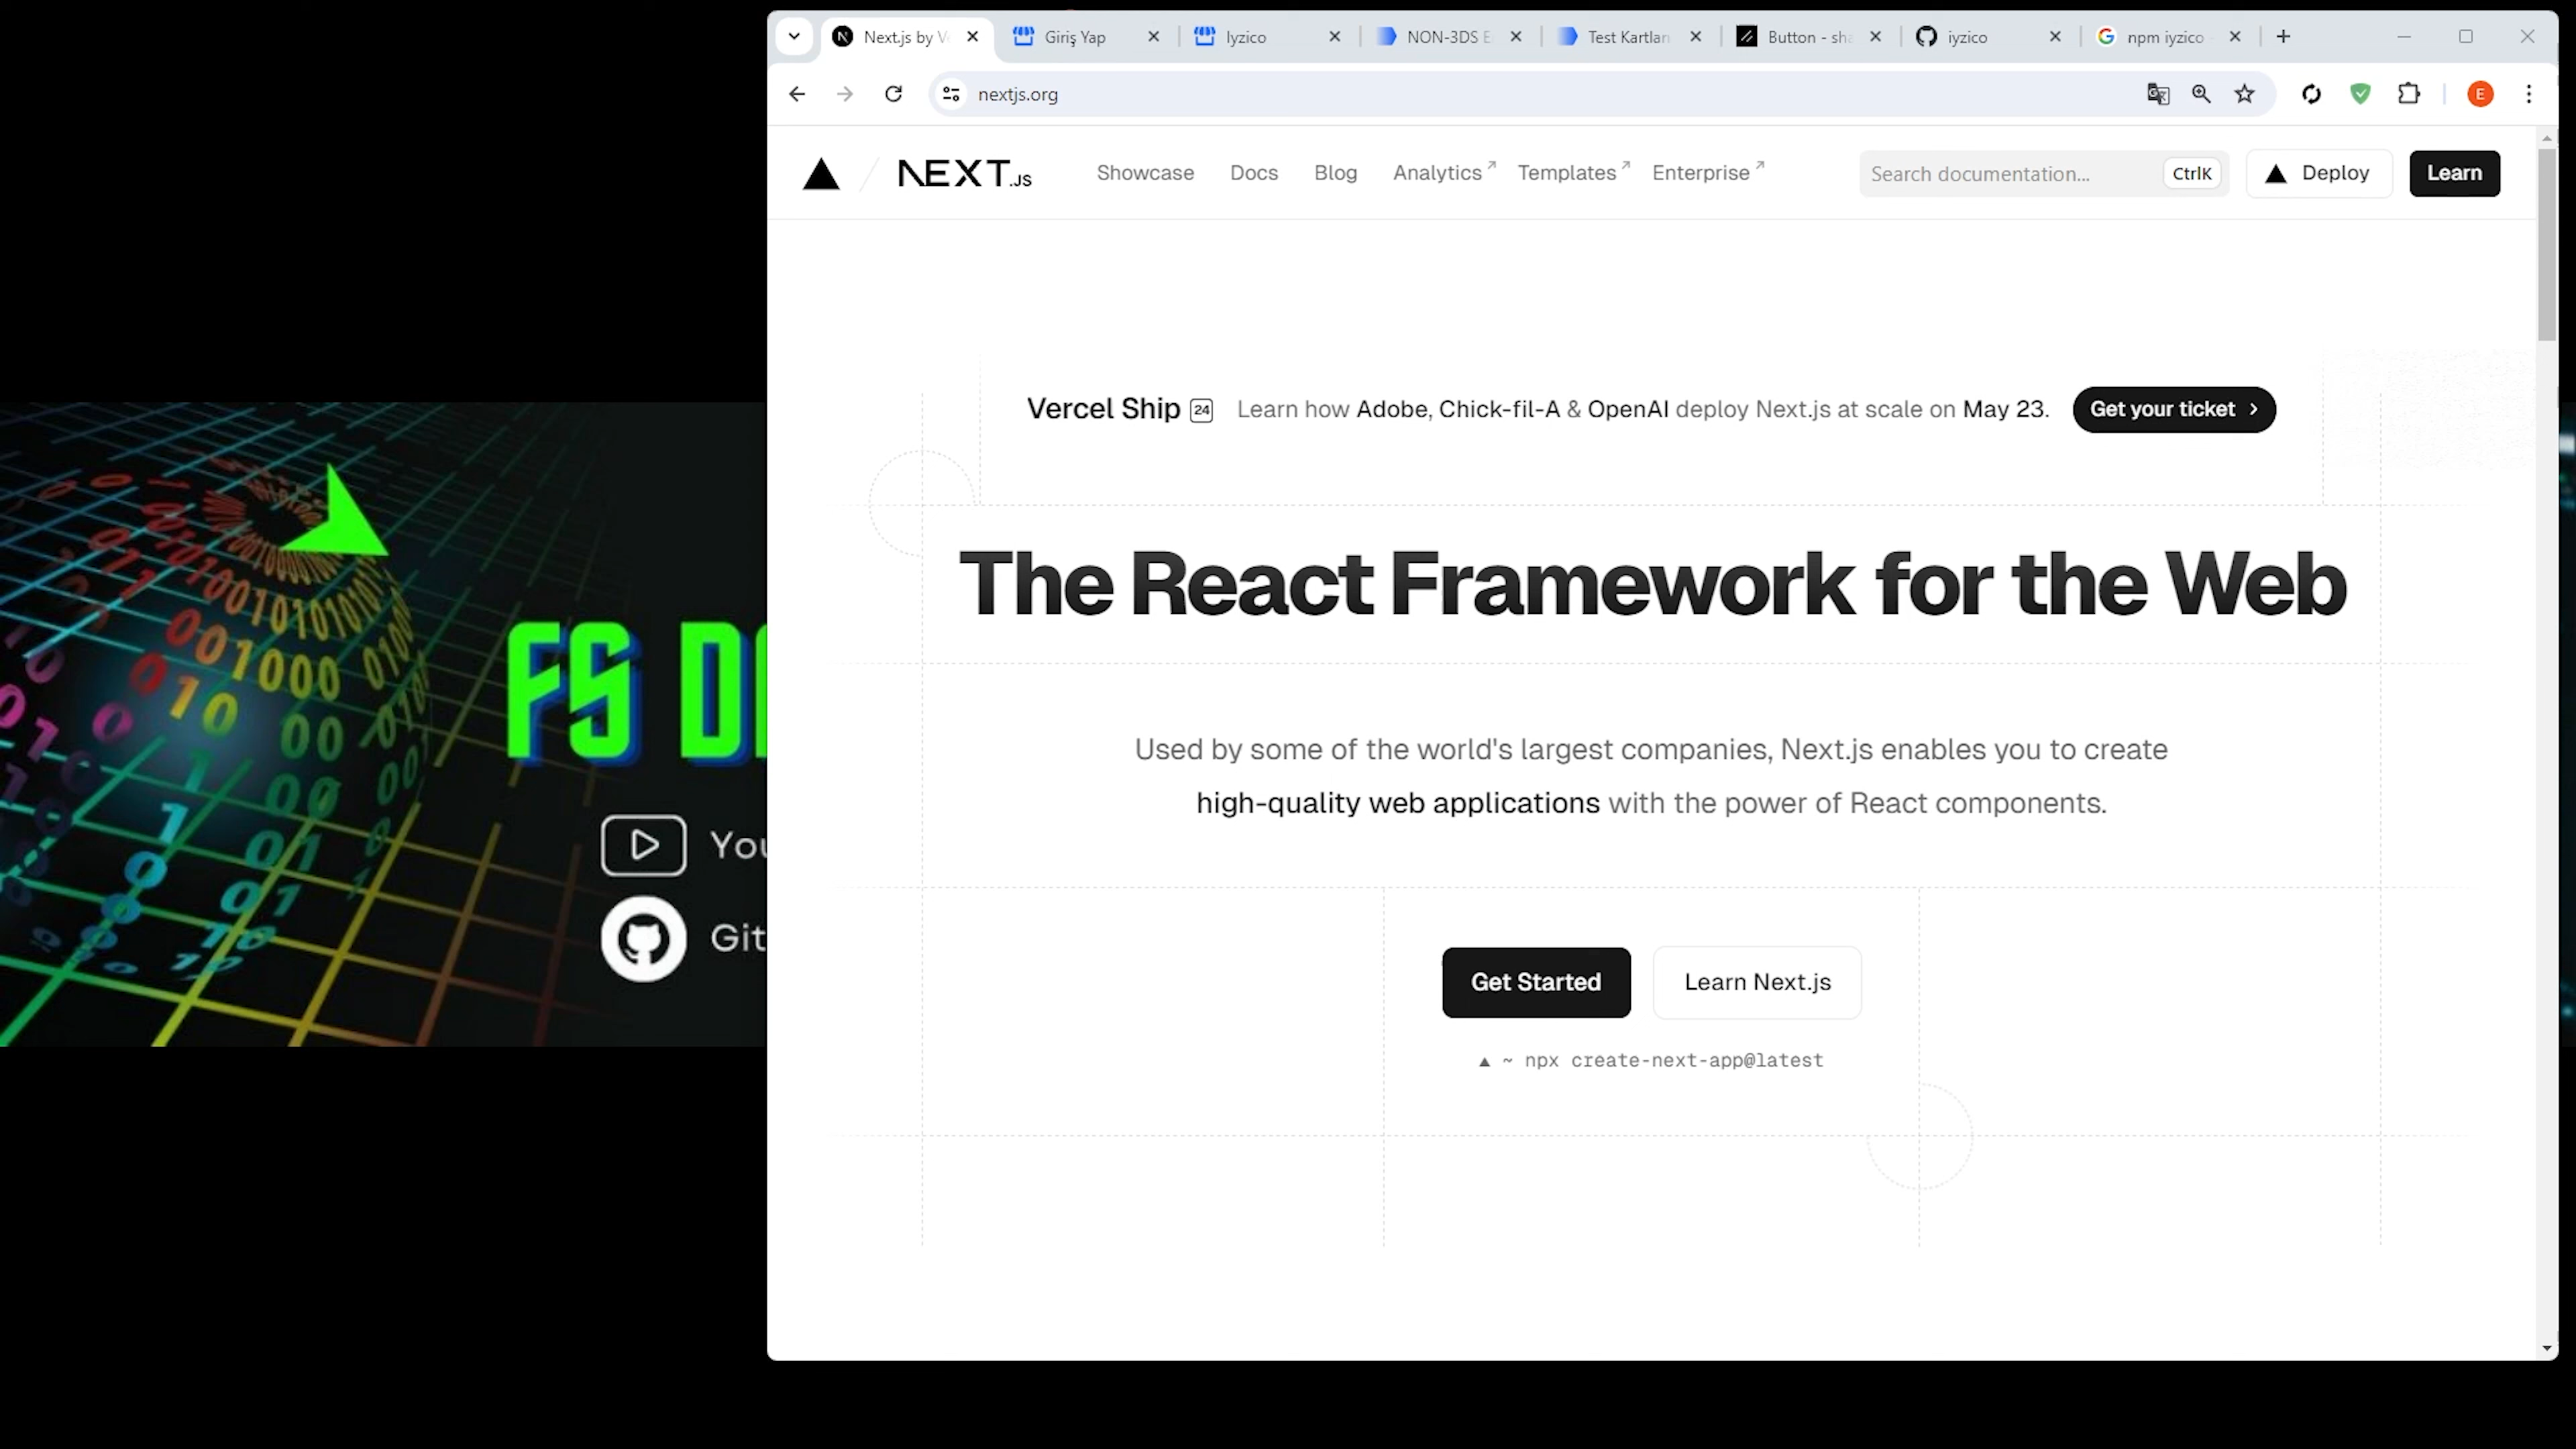 Next.js by V
Giriş Yap
Iyzico
NON-3DS E
Test Kartları
Button - sha
iyzico
npm iyzico -
nextjs.org
E
NEXT.JS
Showcase
Docs
Blog
Analytics
Templates
Enterprise
Search documentation...
CtrlK
Deploy
Learn
Vercel Ship 24
Learn how Adobe, Chick-fil-A & OpenAI deploy Next.js at scale on May 23.
Get your ticket
The React Framework for the Web
Used by some of the world's largest companies, Next.js enables you to create
high-quality web applications with the power of React components.
Get Started
Learn Next.js
▲ ~ npx create-next-app@latest
FS D
You
Git